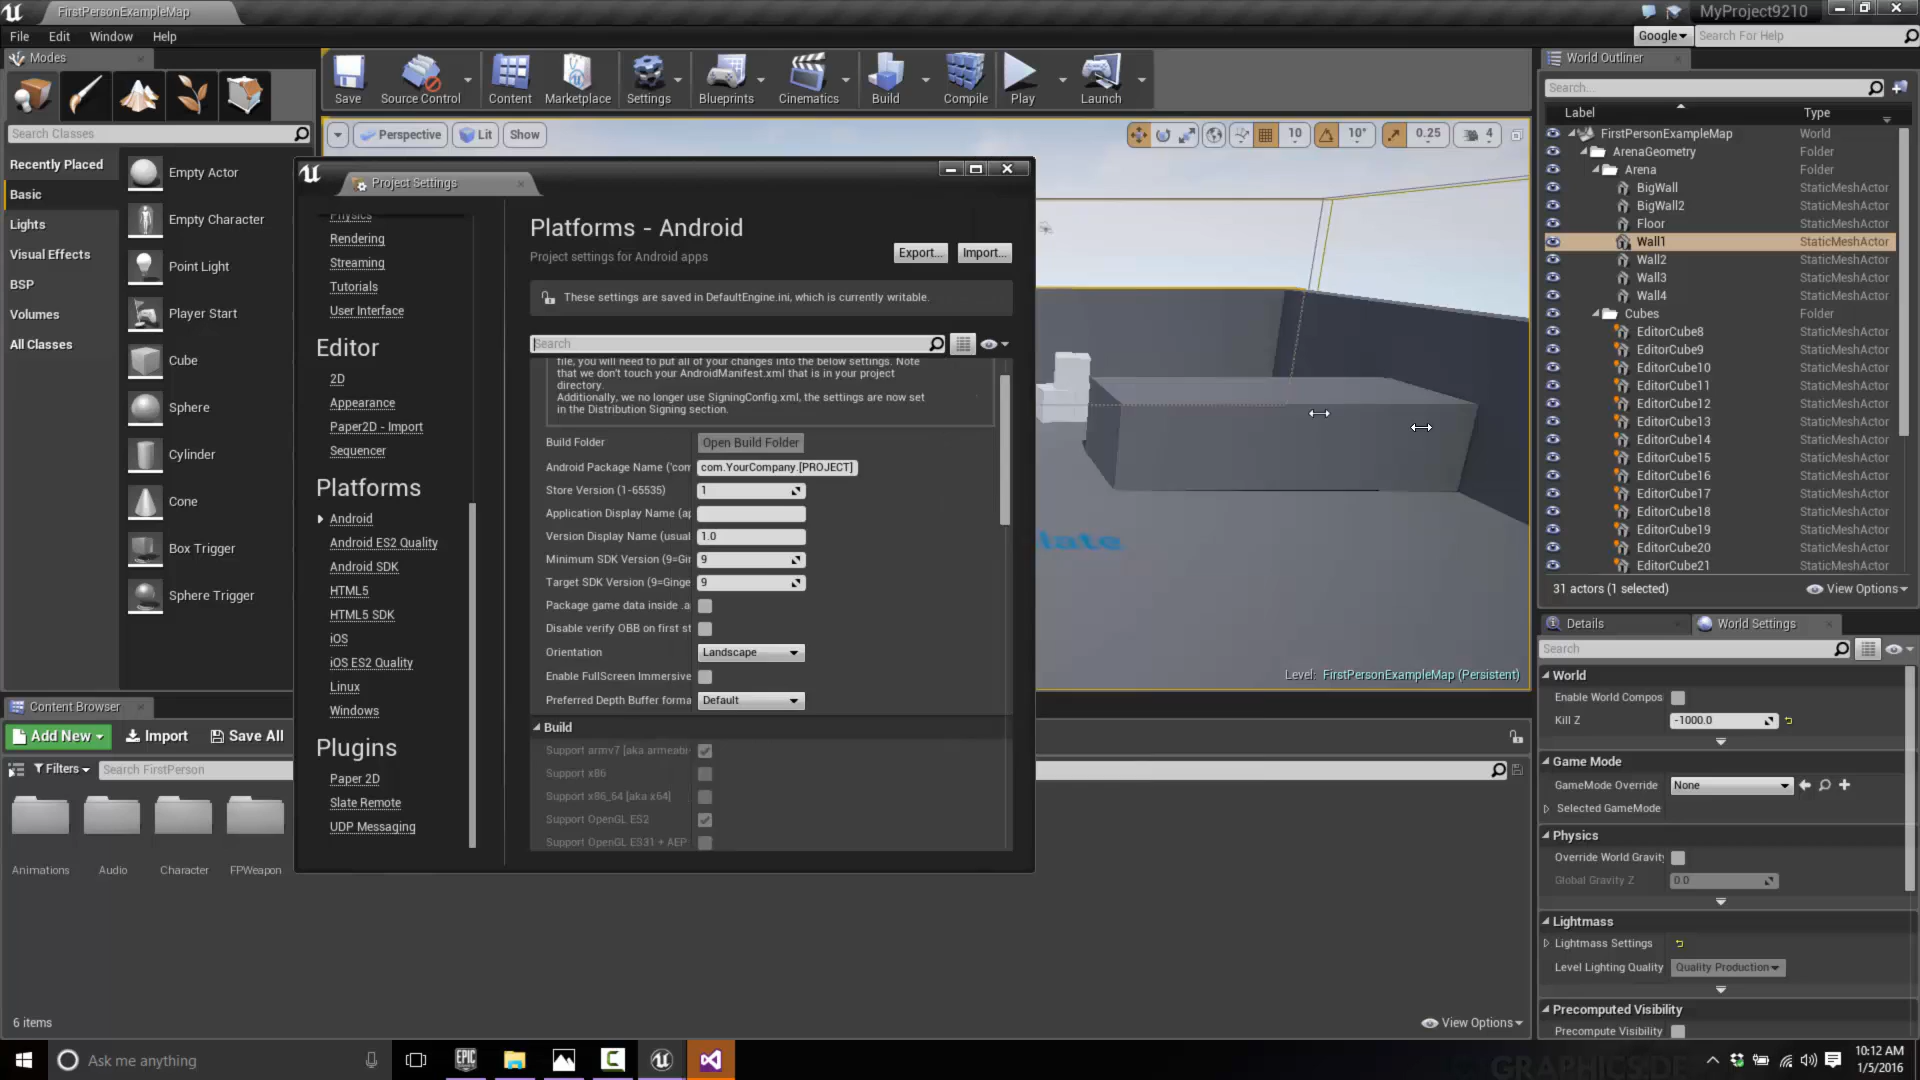 FirstPersonExampleMap
MyProject9210
File Edit Window Help
Google Search For Help
Modes
Save Source Control Content Marketplace Settings Blueprints Cinematics Build Compile Play Launch
World Outliner
Search...
Label Type
Search Classes
Perspective Lit Show
10 10° 0.25 4
Recently Placed
Basic
Lights
Visual Effects
BSP
Volumes
All Classes
Empty Actor
Empty Character
Point Light
Player Start
Cube
Sphere
Cylinder
Cone
Box Trigger
Sphere Trigger
Project Settings
Physics
Rendering
Streaming
Tutorials
User Interface
Editor
2D
Appearance
Paper2D - Import
Sequencer
Platforms
Android
Android ES2 Quality
Android SDK
HTML5
HTML5 SDK
iOS
iOS ES2 Quality
Linux
Windows
Plugins
Paper 2D
Slate Remote
UDP Messaging
Platforms - Android
Project settings for Android apps
Export... Import...
These settings are saved in DefaultEngine.ini, which is currently writable.
Search
file, you will need to put all of your changes into the below settings. Note
that we don't touch your AndroidManifest.xml that is in your project
directory.
Additionally, we no longer use SigningConfig.xml, the settings are now set
in the Distribution Signing section.
Build Folder Open Build Folder
Android Package Name ('com com.YourCompany.[PROJECT]
Store Version (1-65535) 1
Application Display Name (ap
Version Display Name (usual 1.0
Minimum SDK Version (9=Gin 9
Target SDK Version (9=Ginge 9
Package game data inside .a
Disable verify OBB on first st
Orientation Landscape
Enable FullScreen Immersive
Preferred Depth Buffer forma Default
Build
Support armv7 [aka armeabi-
Support x86
Support x86_64 [aka x64]
Support OpenGL ES2
Support OpenGL ES31 + AEP
late
Level: FirstPersonExampleMap (Persistent)
FirstPersonExampleMap World
ArenaGeometry Folder
Arena Folder
BigWall StaticMeshActor
BigWall2 StaticMeshActor
Floor StaticMeshActor
Wall1 StaticMeshActor
Wall2 StaticMeshActor
Wall3 StaticMeshActor
Wall4 StaticMeshActor
Cubes Folder
EditorCube8 StaticMeshActor
EditorCube9 StaticMeshActor
EditorCube10 StaticMeshActor
EditorCube11 StaticMeshActor
EditorCube12 StaticMeshActor
EditorCube13 StaticMeshActor
EditorCube14 StaticMeshActor
EditorCube15 StaticMeshActor
EditorCube16 StaticMeshActor
EditorCube17 StaticMeshActor
EditorCube18 StaticMeshActor
EditorCube19 StaticMeshActor
EditorCube20 StaticMeshActor
EditorCube21 StaticMeshActor
31 actors (1 selected) View Options
Details World Settings
Search
World
Enable World Compos
Kill Z -1000.0
Game Mode
GameMode Override None
Selected GameMode
Physics
Override World Gravity
Global Gravity Z 0.0
Lightmass
Lightmass Settings
Level Lighting Quality Quality Production
Precomputed Visibility
Precompute Visibility
Content Browser
Add New Import Save All
Filters Search FirstPerson
Animations Audio Character FPWeapon
6 items
View Options
Ask me anything
EPIC
GRAPHICS.DE
10:12 AM
1/5/2016